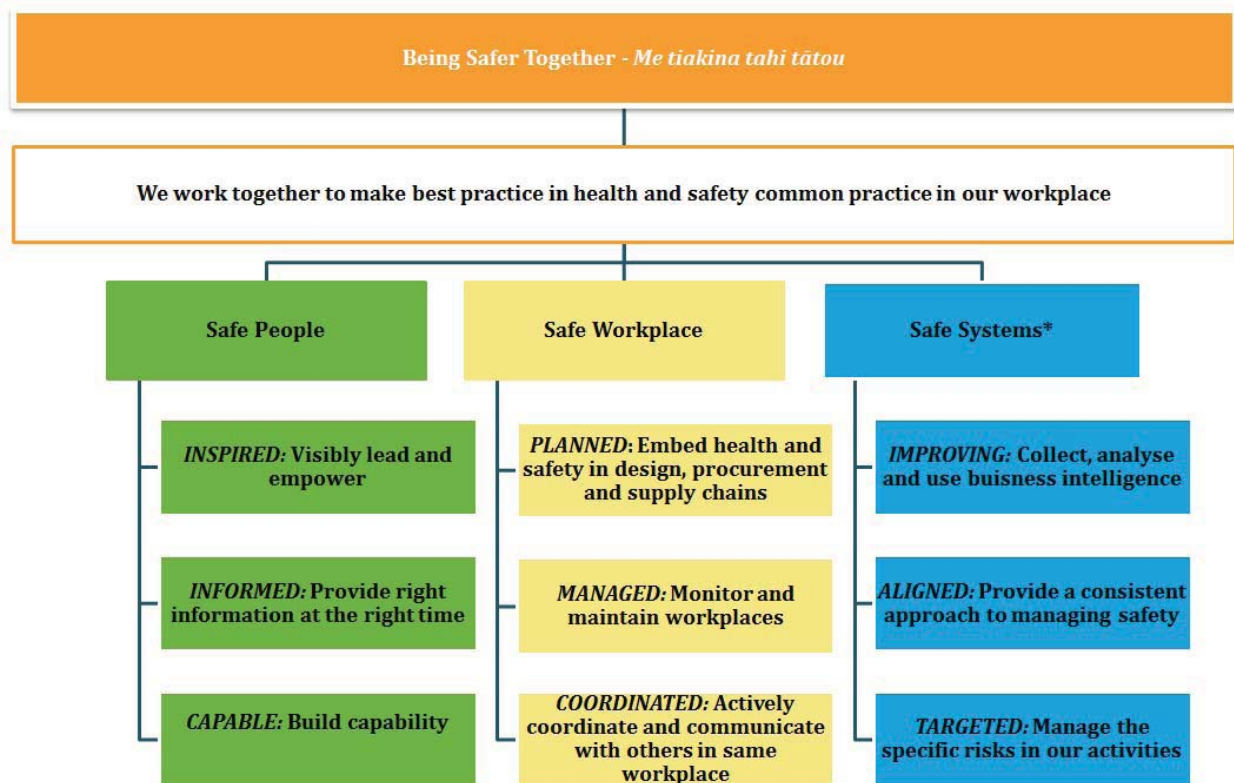 Being Safer Together - Me tiakina tahi tātou
We work together to make best practice in health and safety common practice in our workplace
Safe People
INSPIRED: Visibly lead and
empower
INFORMED: Provide right
information at the right time
CAPABLE: Build capability
Safe Workplace
PLANNED: Embed health and
safety in design, procurement
and supply chains
MANAGED: Monitor and
maintain workplaces
COORDINATED: Actively
coordinate and communicate
with others in same
workplace
Safe Systems*
IMPROVING: Collect, analyse
and use buisness intelligence
ALIGNED: Provide a consistent
approach to managing safety
TARGETED: Manage the
specific risks in our activities